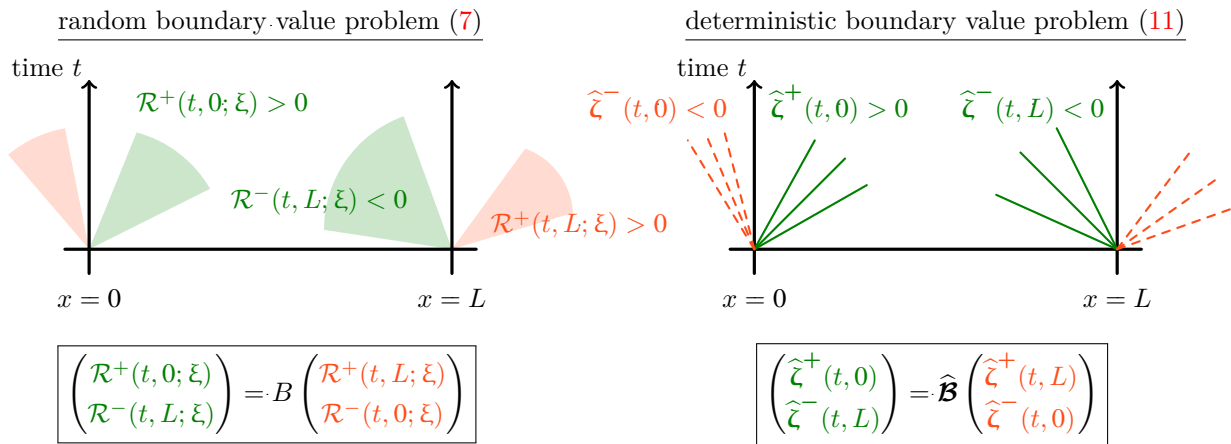 random boundary value problem (7)
time t
ℛ⁺(t, 0; ξ) > 0
ℛ⁻(t, L; ξ) < 0
ℛ⁺(t, L; ξ) > 0
x = 0
x = L
(ℛ⁺(t, 0; ξ) ℛ⁻(t, L; ξ)) = B (ℛ⁺(t, L; ξ) ℛ⁻(t, 0; ξ))
deterministic boundary value problem (11)
time t
ζ̂⁻(t, 0) < 0
ζ̂⁺(t, 0) > 0
ζ̂⁻(t, L) < 0
x = 0
x = L
(ζ̂⁺(t, 0) ζ̂⁻(t, L)) = 𝓑̂ (ζ̂⁺(t, L) ζ̂⁻(t, 0))